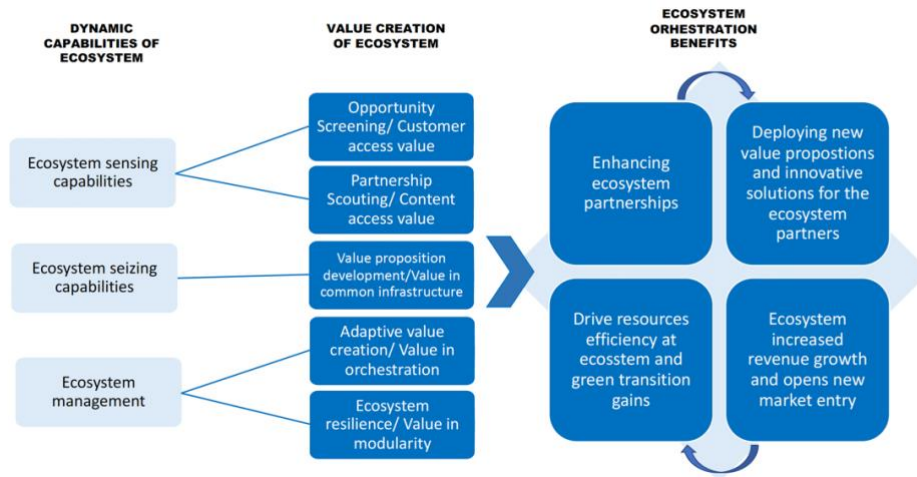 DYNAMIC
CAPABILITIES OF
ECOSYSTEM
VALUE CREATION
OF ECOSYSTEM
ECOSYSTEM
ORHESTRATION
BENEFITS
Ecosystem sensing
capabilities
Ecosystem seizing
capabilities
Ecosystem
management
Opportunity
Screening/ Customer
access value
Partnership
Scouting/ Content
access value
Value proposition
development/Value in
common infrastructure
Adaptive value
creation/ Value in
orchestration
Ecosystem
resilience/ Value in
modularity
Enhancing
ecosystem
partnerships
Deploying new
value propostions
and innovative
solutions for the
ecosystem
partners
Drive resources
efficiency at
ecosstem and
green transition
gains
Ecosystem
increased
revenue growth
and opens new
market entry